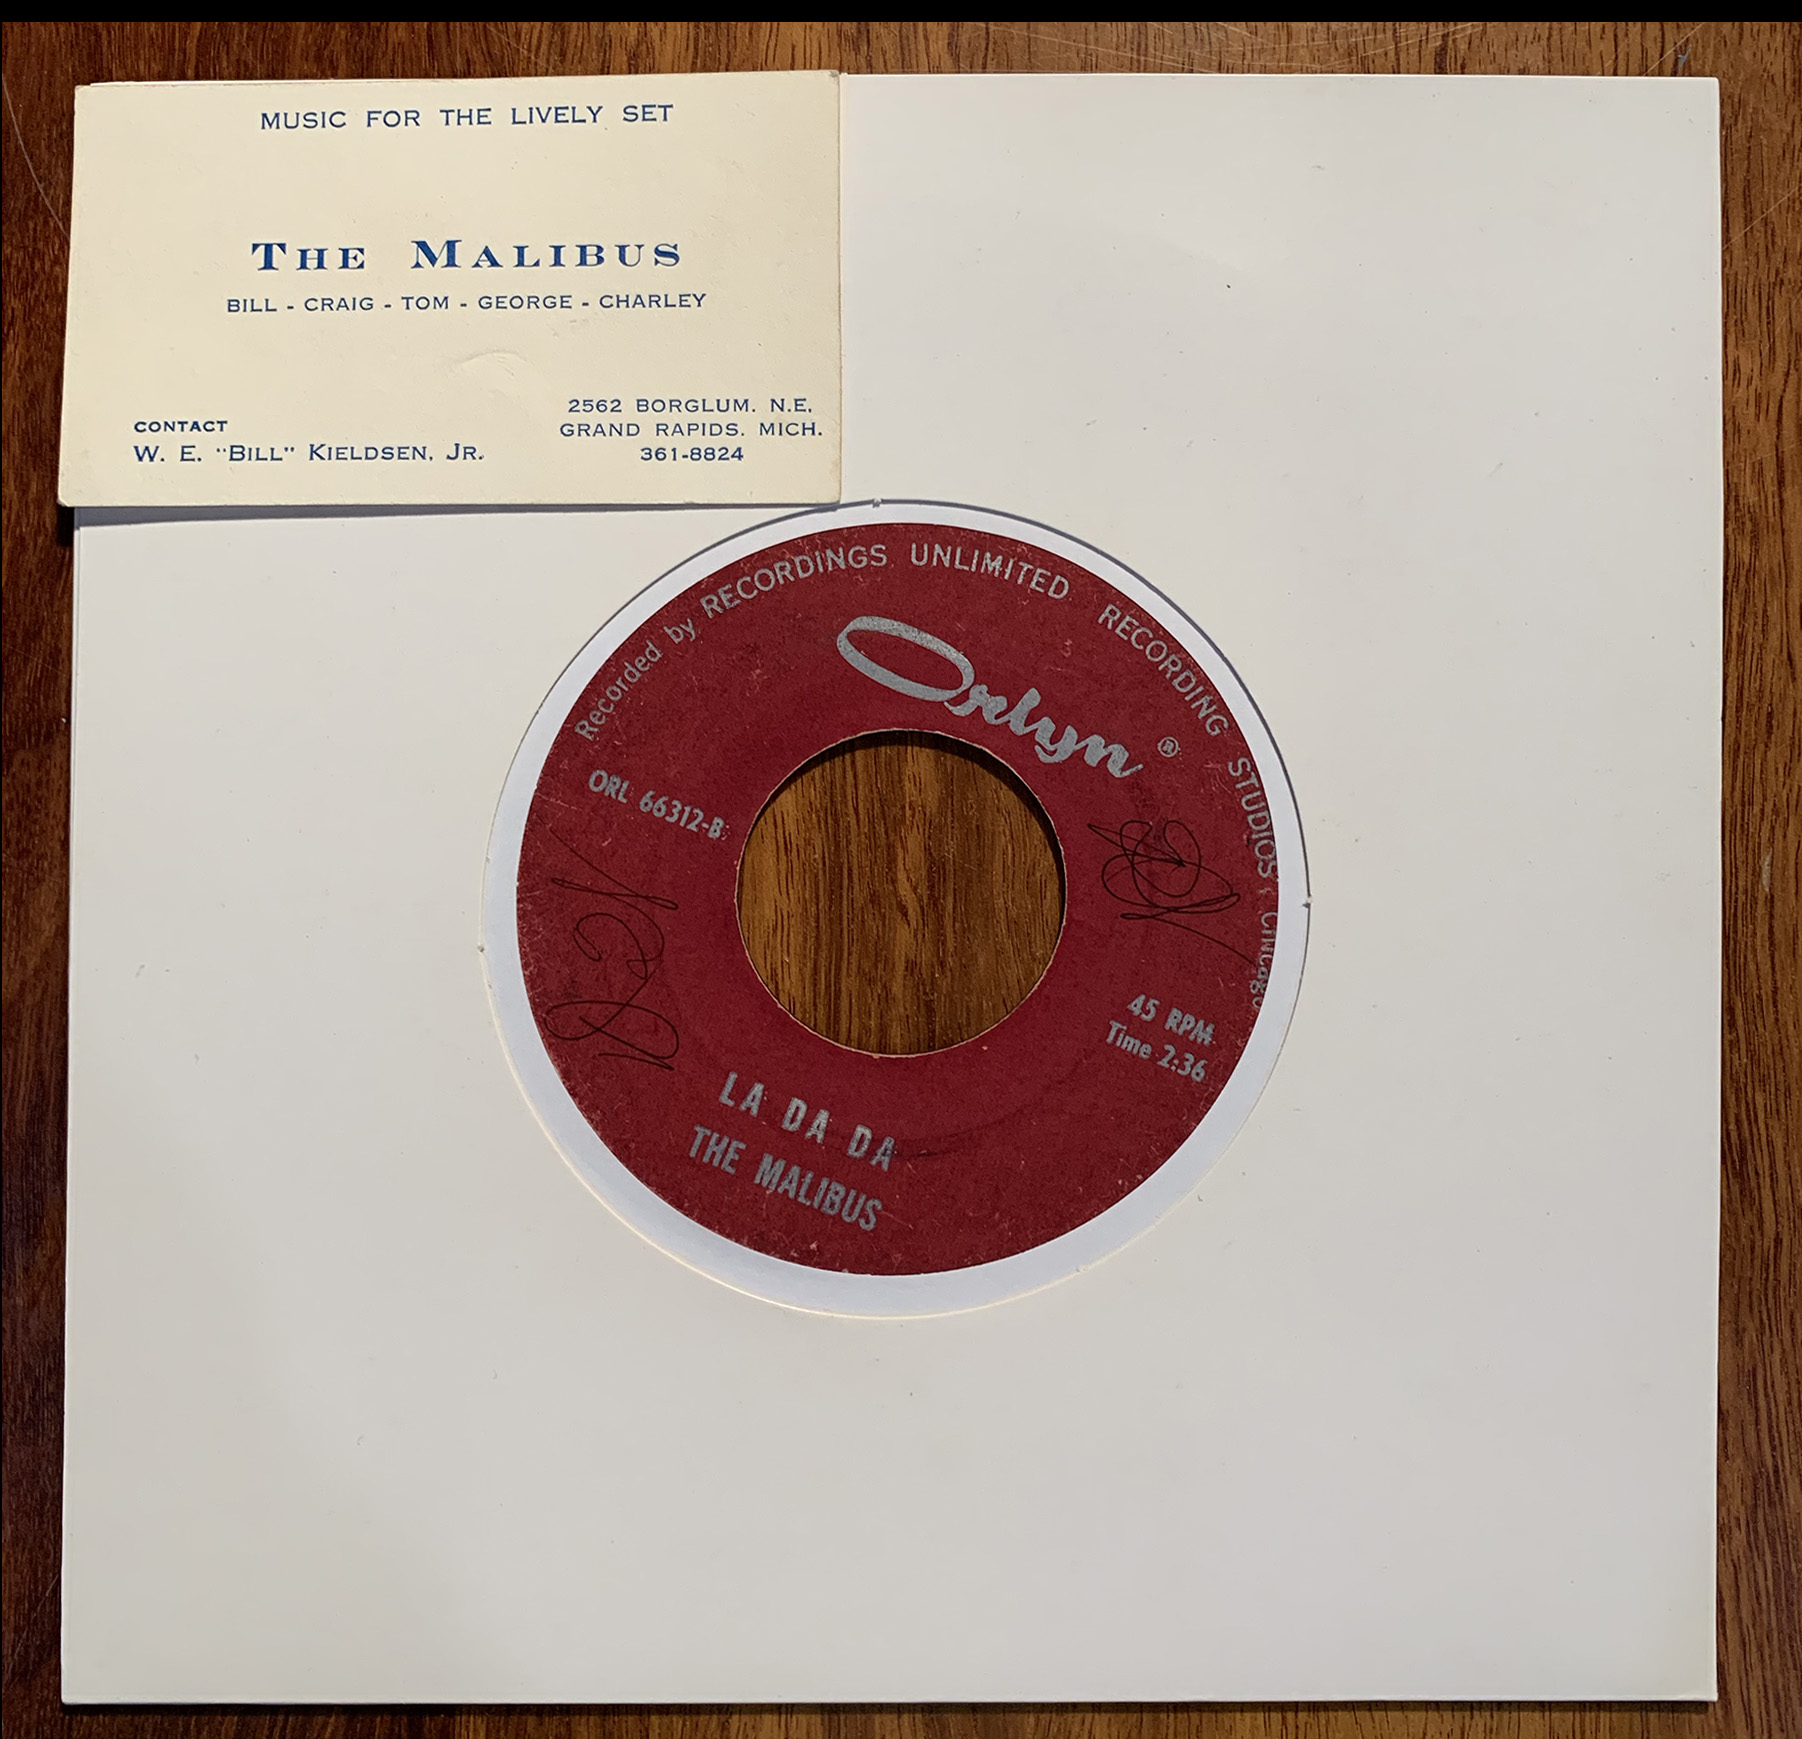 MUSIC FOR THE LIVELY SET
THE MALIBUS
BILL - CRAIG - TOM - GEORGE - CHARLEY
CONTACT
W. E. "BILL" KIELDSEN, JR.
2562 BORGLUM. N.E.
GRAND RAPIDS. MICH.
361-8824
Recorded by RECORDINGS UNLIMITED RECORDING STUDIOS, Chicago
Orlyn ®
ORL 66312-B
45 RPM
Time 2:36
LA DA DA
THE MALIBUS